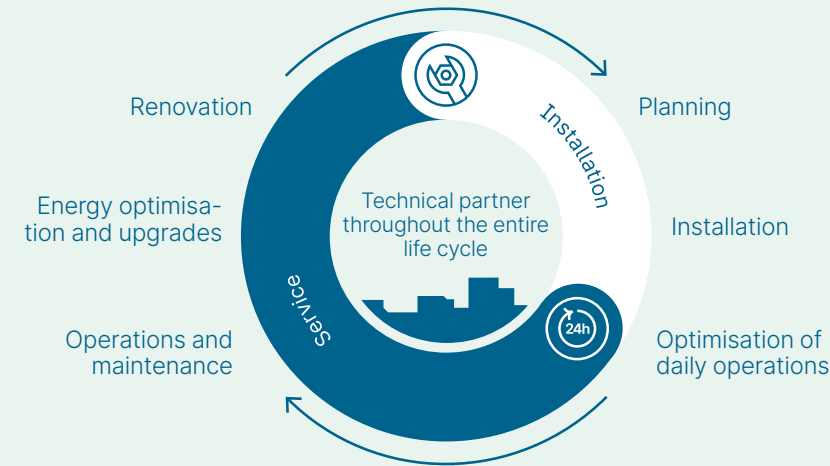 Renovation
Planning
Installation
Technical partner
throughout the entire
life cycle
Energy optimisa-
tion and upgrades
Installation
Service
24h
Operations and
maintenance
Optimisation of
daily operations